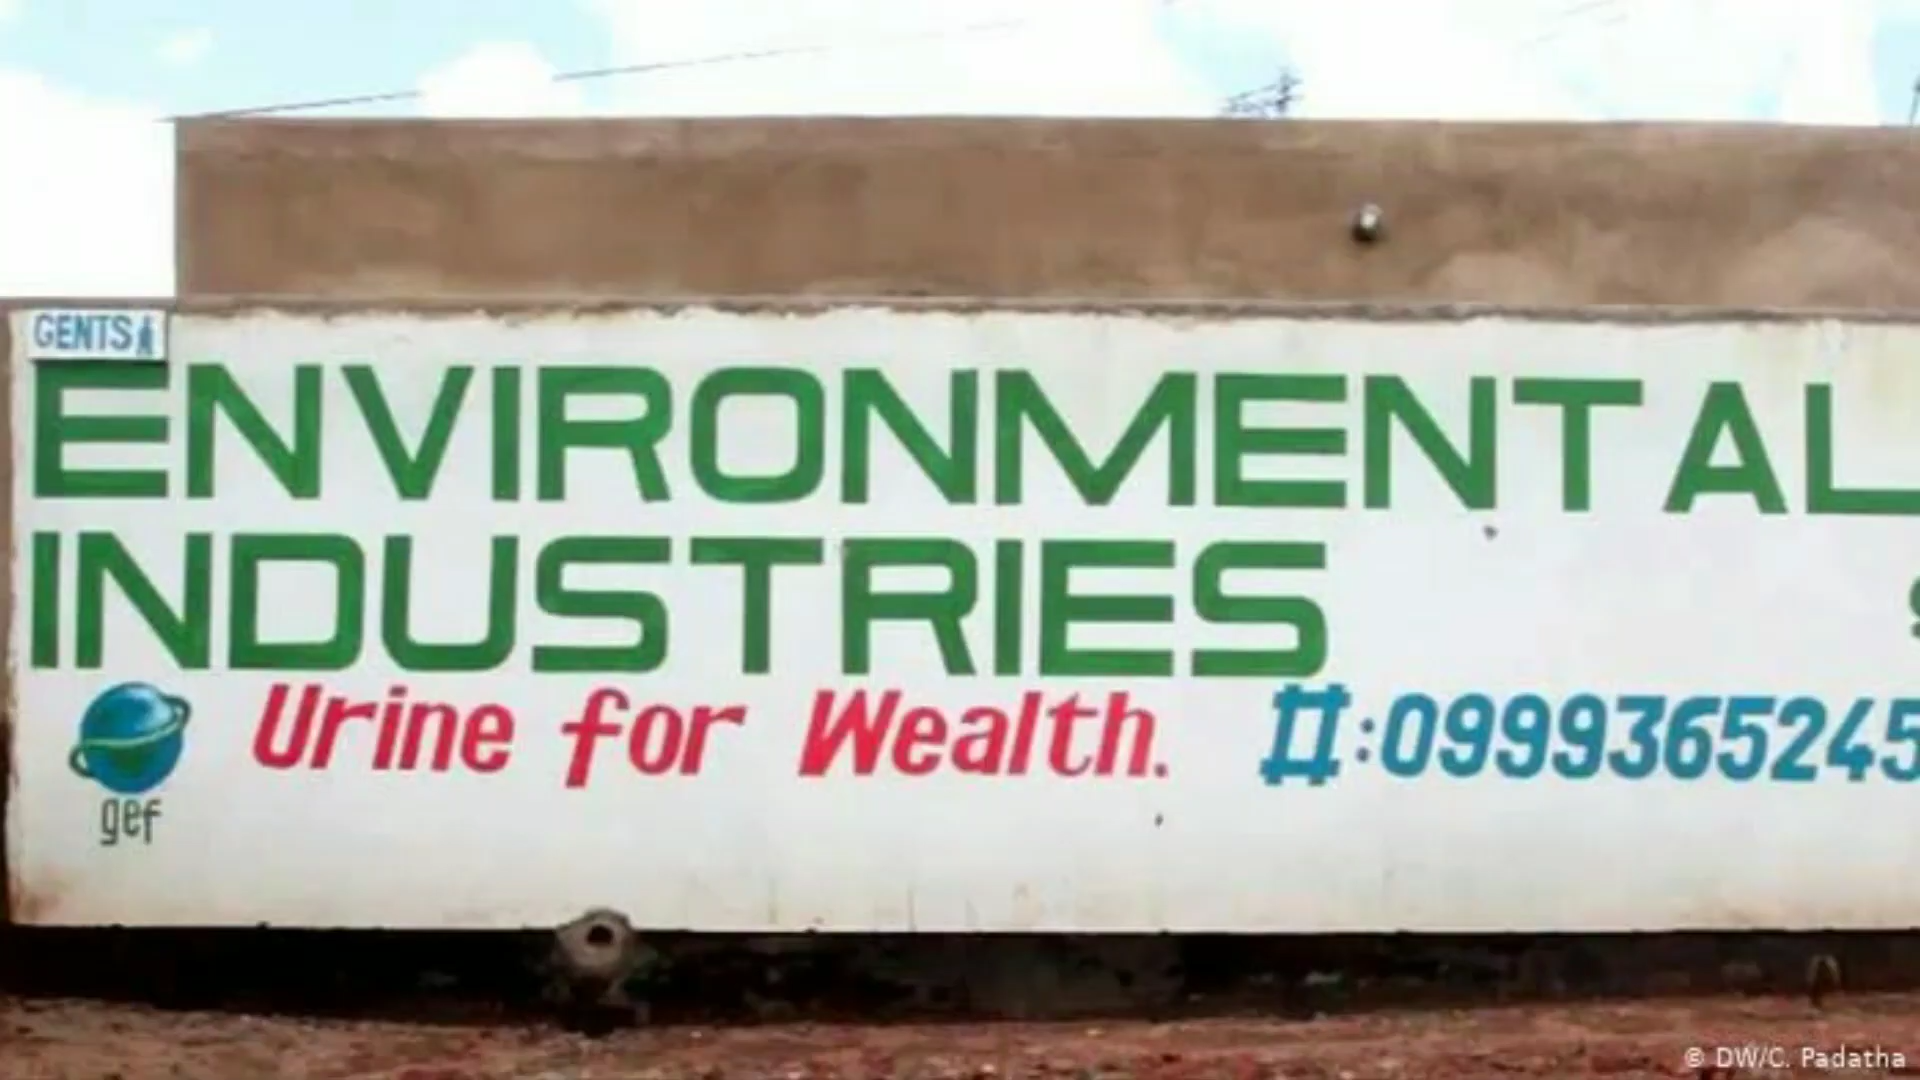 GENTS
ENVIRONMENTAL
INDUSTRIES
Urine for Wealth. #:0999365245
gef
© DW/C. Padatha